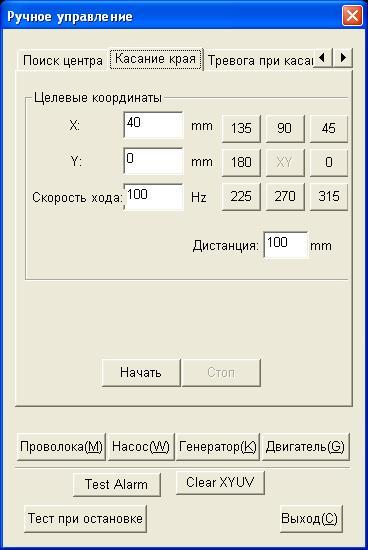 Ручное управление
Поиск центра Касание края Тревога при каса
Целевые координаты
X: 40 mm 135 90 45
Y: 0 mm 180 XY 0
Скорость хода: 100 Hz 225 270 315
Дистанция: 100 mm
Начать Стоп
Проволока(M) Насос(W) Генератор(K) Двигатель(G)
Test Alarm Clear XYUV
Тест при остановке Выход(C)